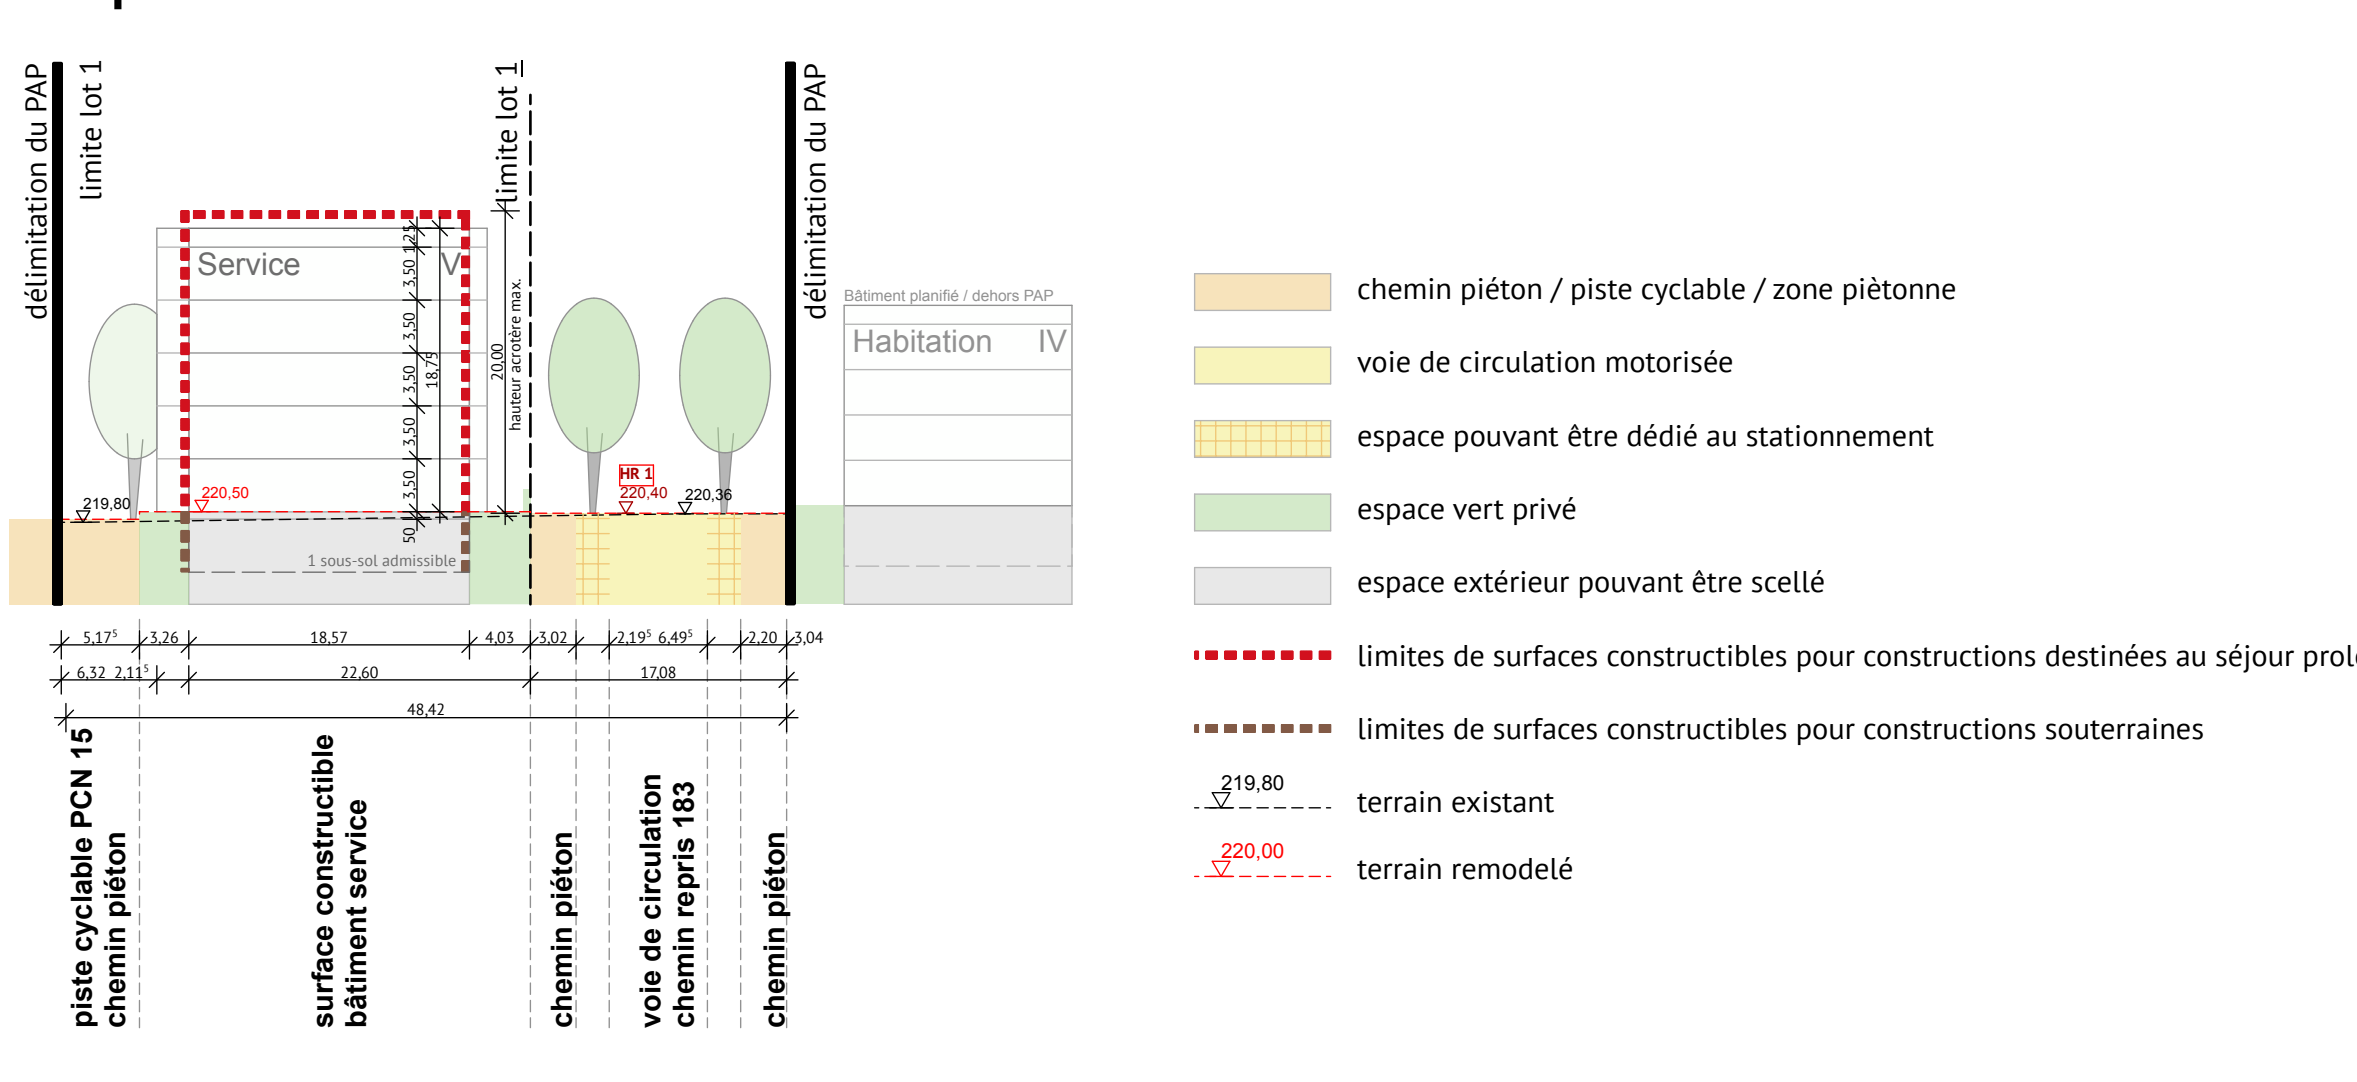 délimitation du PAP
limite lot 1
limite lot 1
délimitation du PAP
Service V
1,25
3,50
3,50
3,50
3,50
3,50
50
18,75
20,00
hauteur acrotère max.
219,80
220,50
HR 1
220,40
220,36
1 sous-sol admissible
Bâtiment planifié / dehors PAP
Habitation IV
5,17⁵ 3,26 18,57 4,03 3,02 2,19⁵ 6,49⁵ 2,20 3,04
6,32 2,11⁵ 22,60 17,08
48,42
piste cyclable PCN 15
chemin piéton
surface constructible
bâtiment service
chemin piéton
voie de circulation
chemin repris 183
chemin piéton
chemin piéton / piste cyclable / zone piètonne
voie de circulation motorisée
espace pouvant être dédié au stationnement
espace vert privé
espace extérieur pouvant être scellé
limites de surfaces constructibles pour constructions destinées au séjour
limites de surfaces constructibles pour constructions souterraines
219,80
terrain existant
220,00
terrain remodelé